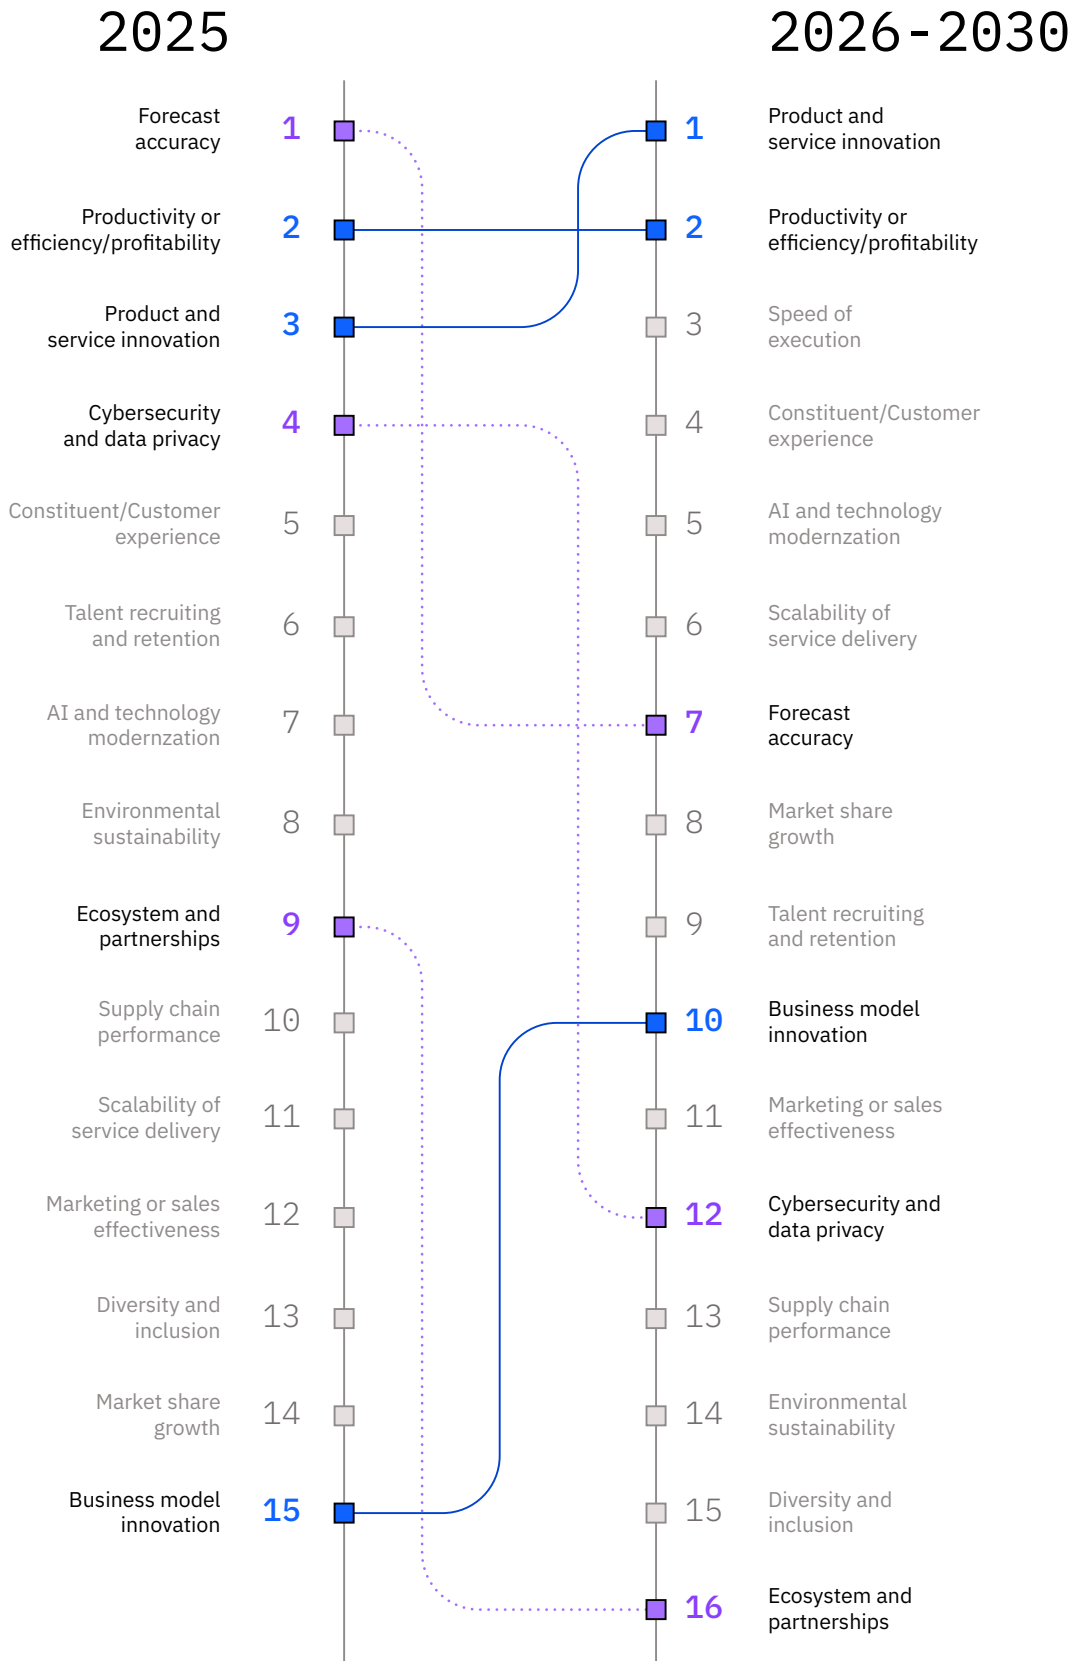 2025
2026-2030
Forecast
accuracy
1
1
Product and
service innovation
Productivity or
efficiency/profitability
2
2
Productivity or
efficiency/profitability
Product and
service innovation
3
3
Speed of
execution
Cybersecurity
and data privacy
4
4
Constituent/Customer
experience
Constituent/Customer
experience
5
5
AI and technology
modernzation
Talent recruiting
and retention
6
6
Scalability of
service delivery
AI and technology
modernzation
7
7
Forecast
accuracy
Environmental
sustainability
8
8
Market share
growth
Ecosystem and
partnerships
9
9
Talent recruiting
and retention
Supply chain
performance
10
10
Business model
innovation
Scalability of
service delivery
11
11
Marketing or sales
effectiveness
Marketing or sales
effectiveness
12
12
Cybersecurity and
data privacy
Diversity and
inclusion
13
13
Supply chain
performance
Market share
growth
14
14
Environmental
sustainability
Business model
innovation
15
15
Diversity and
inclusion
16
Ecosystem and
partnerships